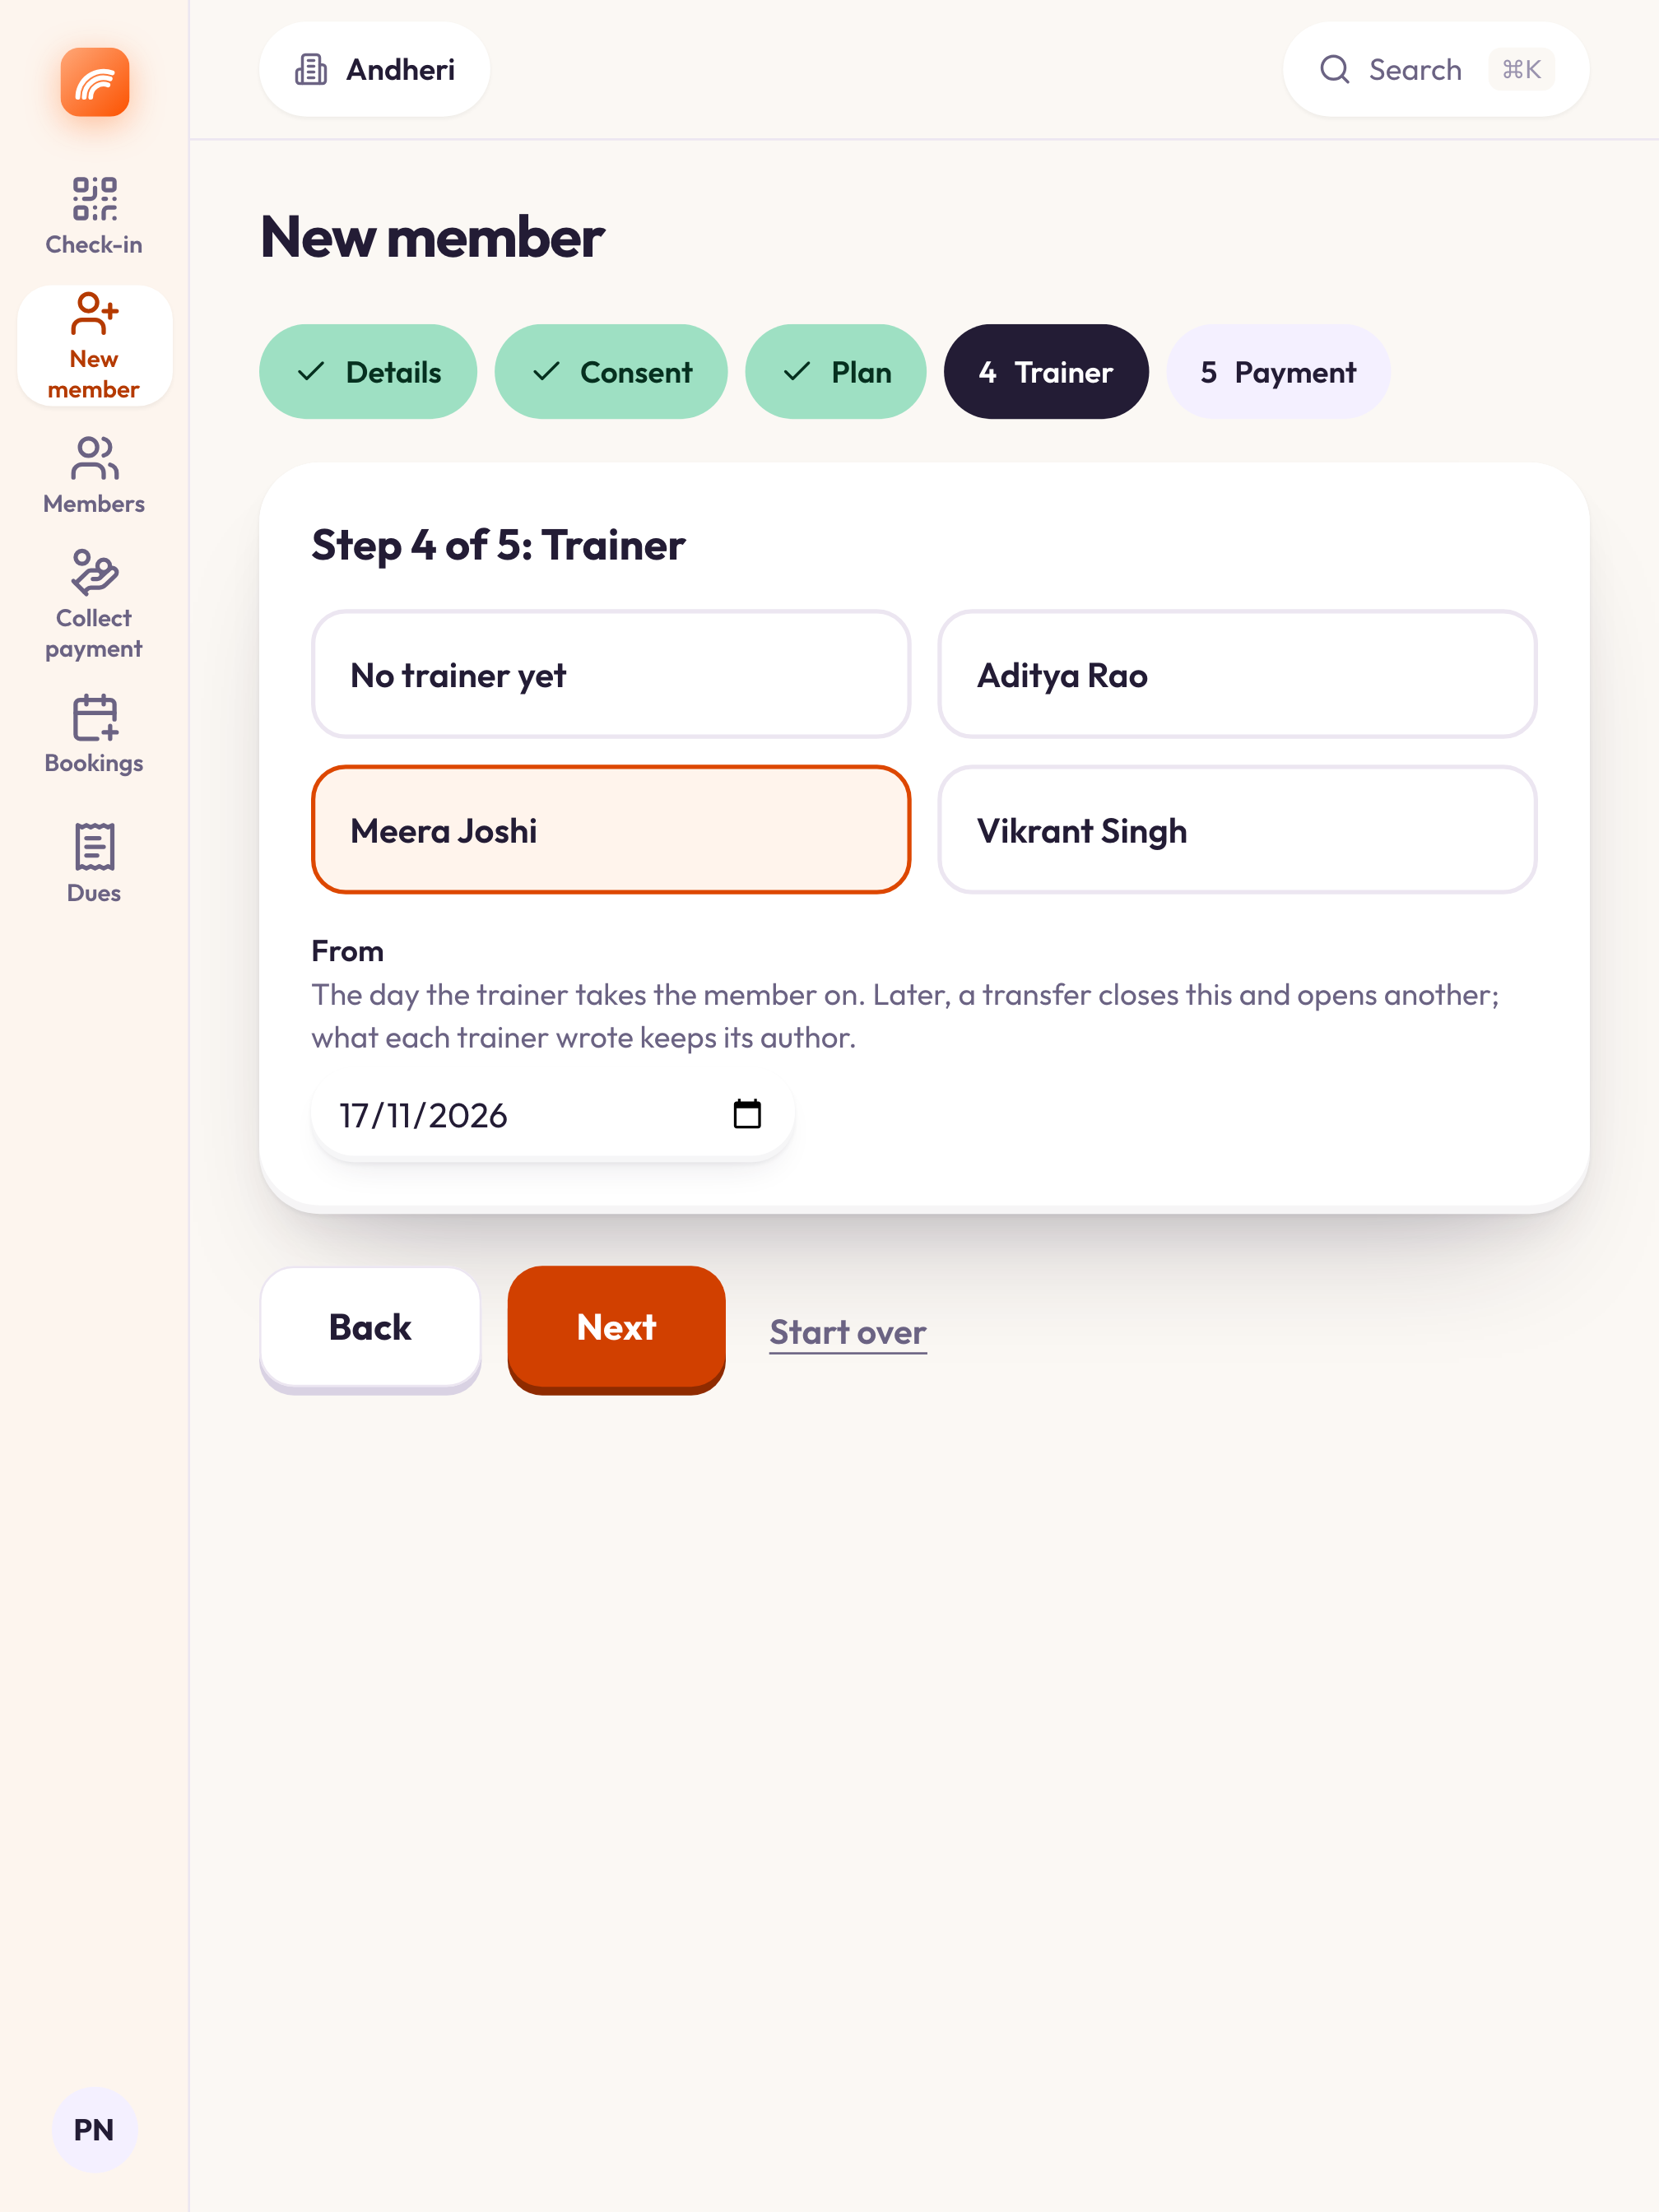 Andheri
Search ⌘K
Check-in
New
member
Members
Collect
payment
Bookings
Dues
PN
New member
Details
Consent
Plan
4 Trainer
5 Payment
Step 4 of 5: Trainer
No trainer yet
Aditya Rao
Meera Joshi
Vikrant Singh
From
The day the trainer takes the member on. Later, a transfer closes this and opens another;
what each trainer wrote keeps its author.
17/11/2026
Back
Next
Start over